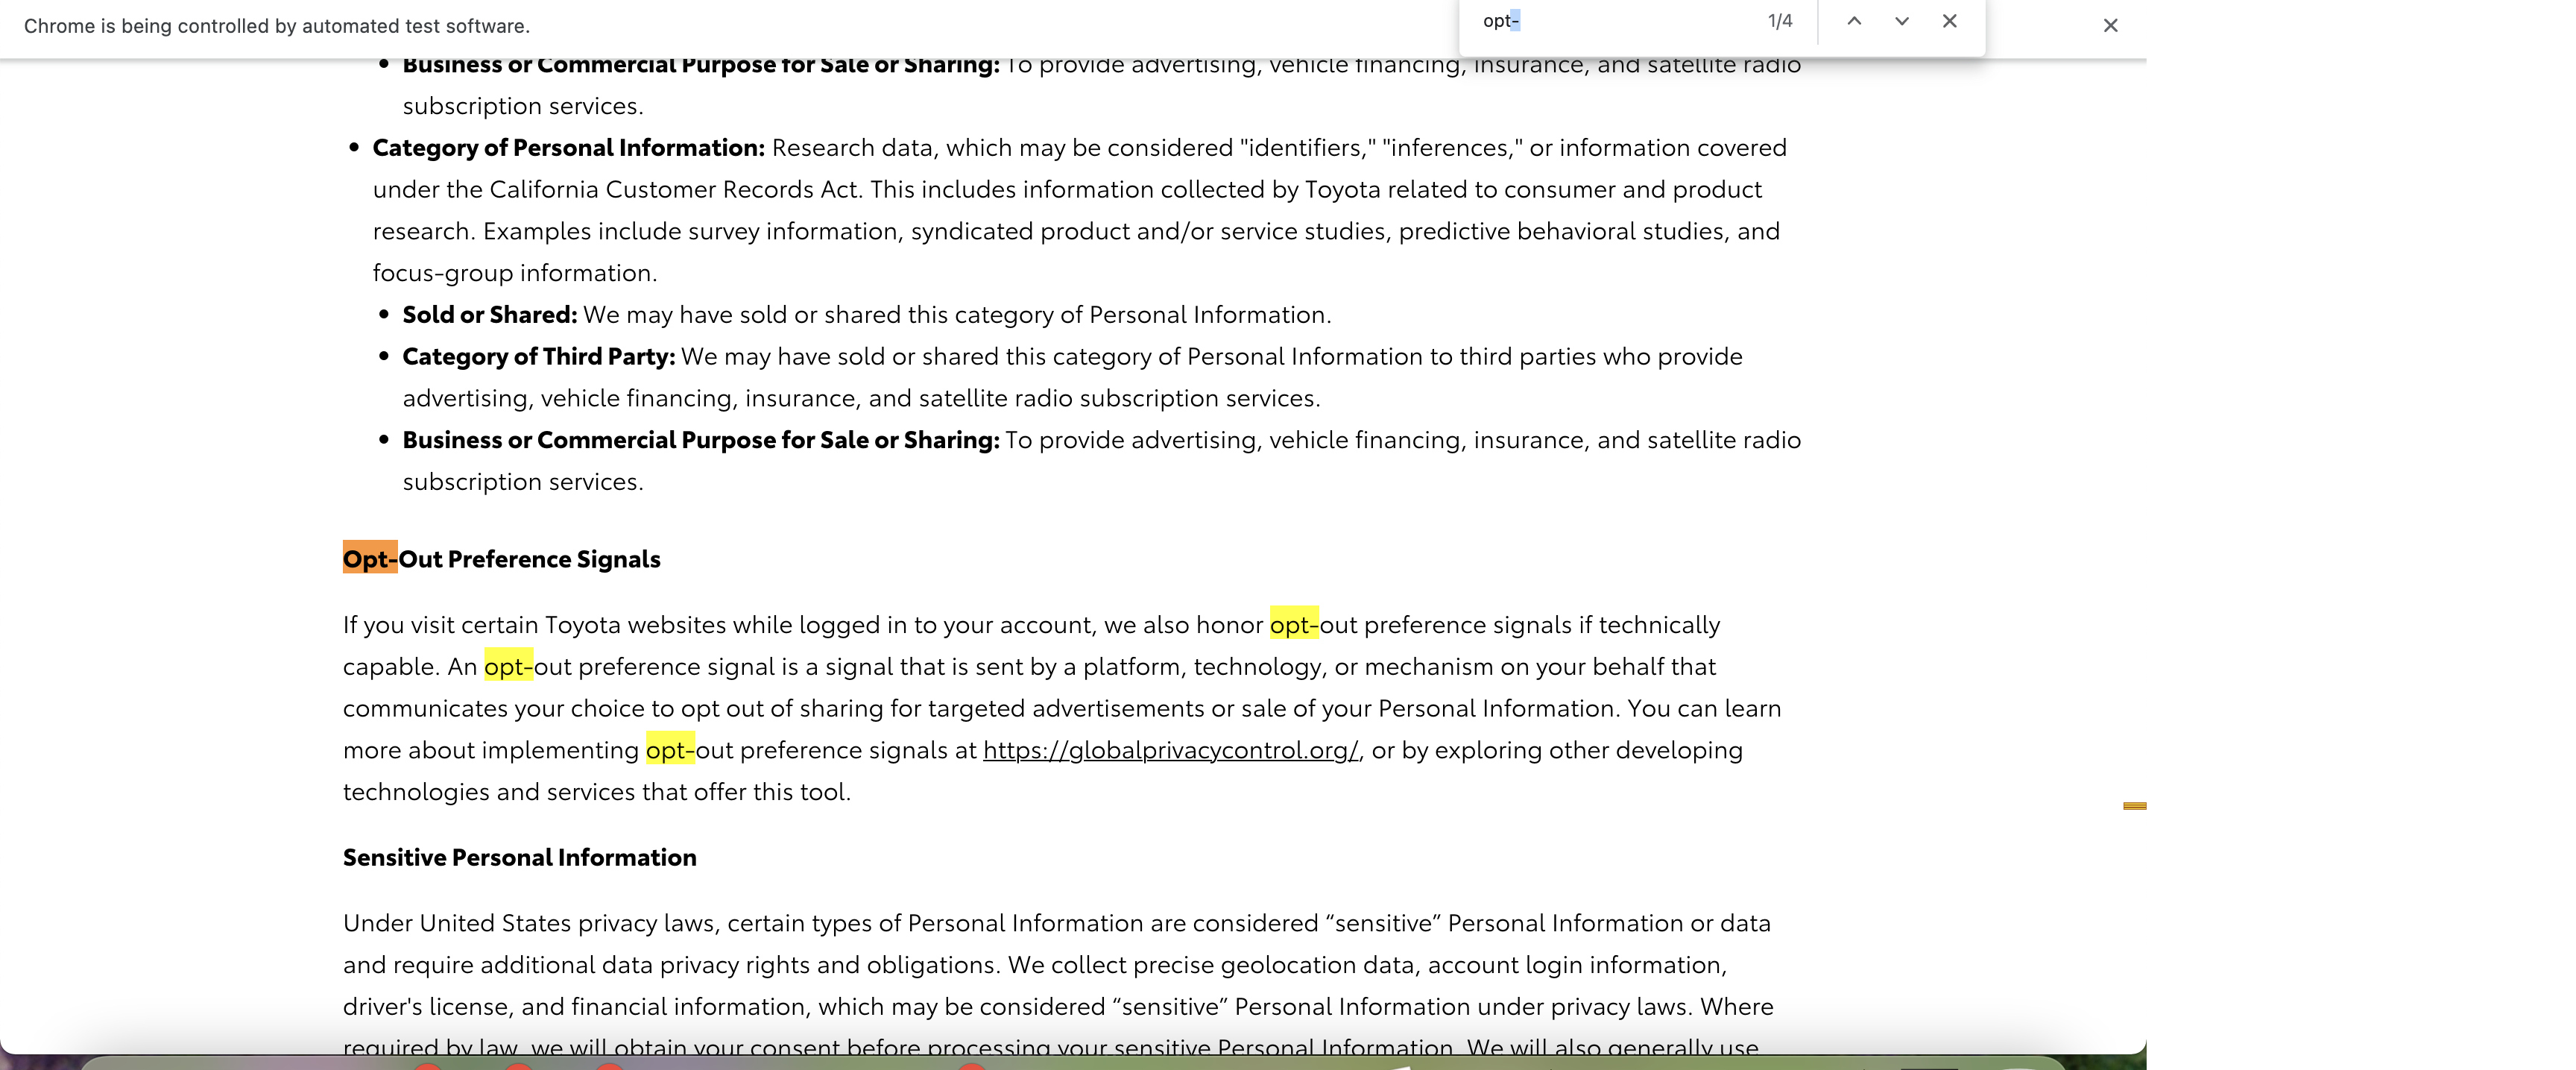 Chrome is being controlled by automated test software.
opt-
1/4
Business or Commercial Purpose for Sale or Sharing: To provide advertising, vehicle financing, insurance, and satellite radio
subscription services.
Category of Personal Information: Research data, which may be considered "identifiers," "inferences," or information covered
under the California Customer Records Act. This includes information collected by Toyota related to consumer and product
research. Examples include survey information, syndicated product and/or service studies, predictive behavioral studies, and
focus-group information.
Sold or Shared: We may have sold or shared this category of Personal Information.
Category of Third Party: We may have sold or shared this category of Personal Information to third parties who provide
advertising, vehicle financing, insurance, and satellite radio subscription services.
Business or Commercial Purpose for Sale or Sharing: To provide advertising, vehicle financing, insurance, and satellite radio
subscription services.
Opt-Out Preference Signals
If you visit certain Toyota websites while logged in to your account, we also honor opt-out preference signals if technically
capable. An opt-out preference signal is a signal that is sent by a platform, technology, or mechanism on your behalf that
communicates your choice to opt out of sharing for targeted advertisements or sale of your Personal Information. You can learn
more about implementing opt-out preference signals at https://globalprivacycontrol.org/, or by exploring other developing
technologies and services that offer this tool.
Sensitive Personal Information
Under United States privacy laws, certain types of Personal Information are considered “sensitive” Personal Information or data
and require additional data privacy rights and obligations. We collect precise geolocation data, account login information,
driver's license, and financial information, which may be considered “sensitive” Personal Information under privacy laws. Where
required by law, we will obtain your consent before processing your sensitive Personal Information. We will also generally use